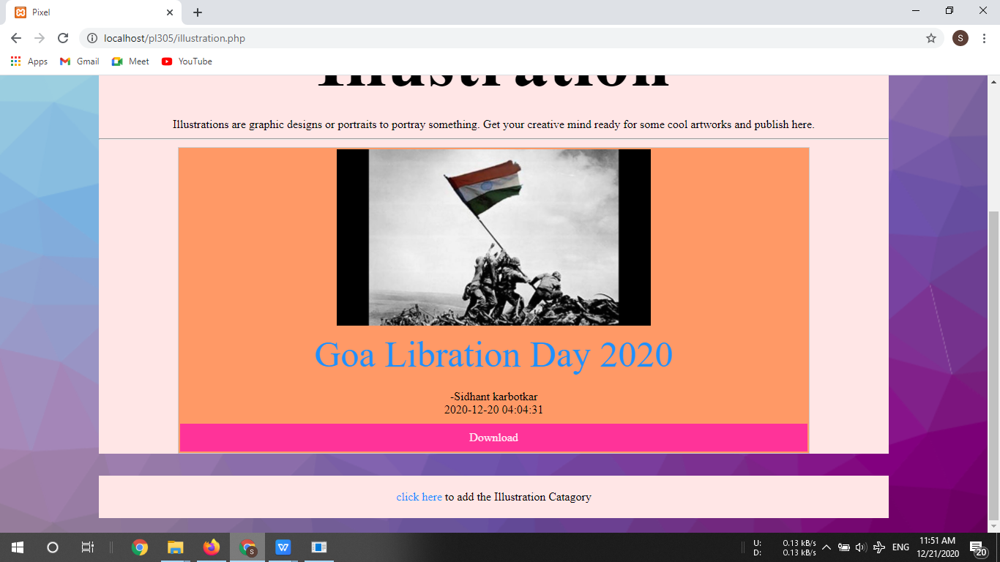 Pixel
localhost/pl305/illustration.php
S
Apps
Gmail
Meet
YouTube
Illustration
Illustrations are graphic designs or portraits to portray something. Get your creative mind ready for some cool artworks and publish here.
Goa Libration Day 2020
-Sidhant karbotkar
2020-12-20 04:04:31
Download
click here to add the Illustration Catagory
S
U: 0.13 kB/s
D: 0.13 kB/s
ENG
11:51 AM
12/21/2020
20